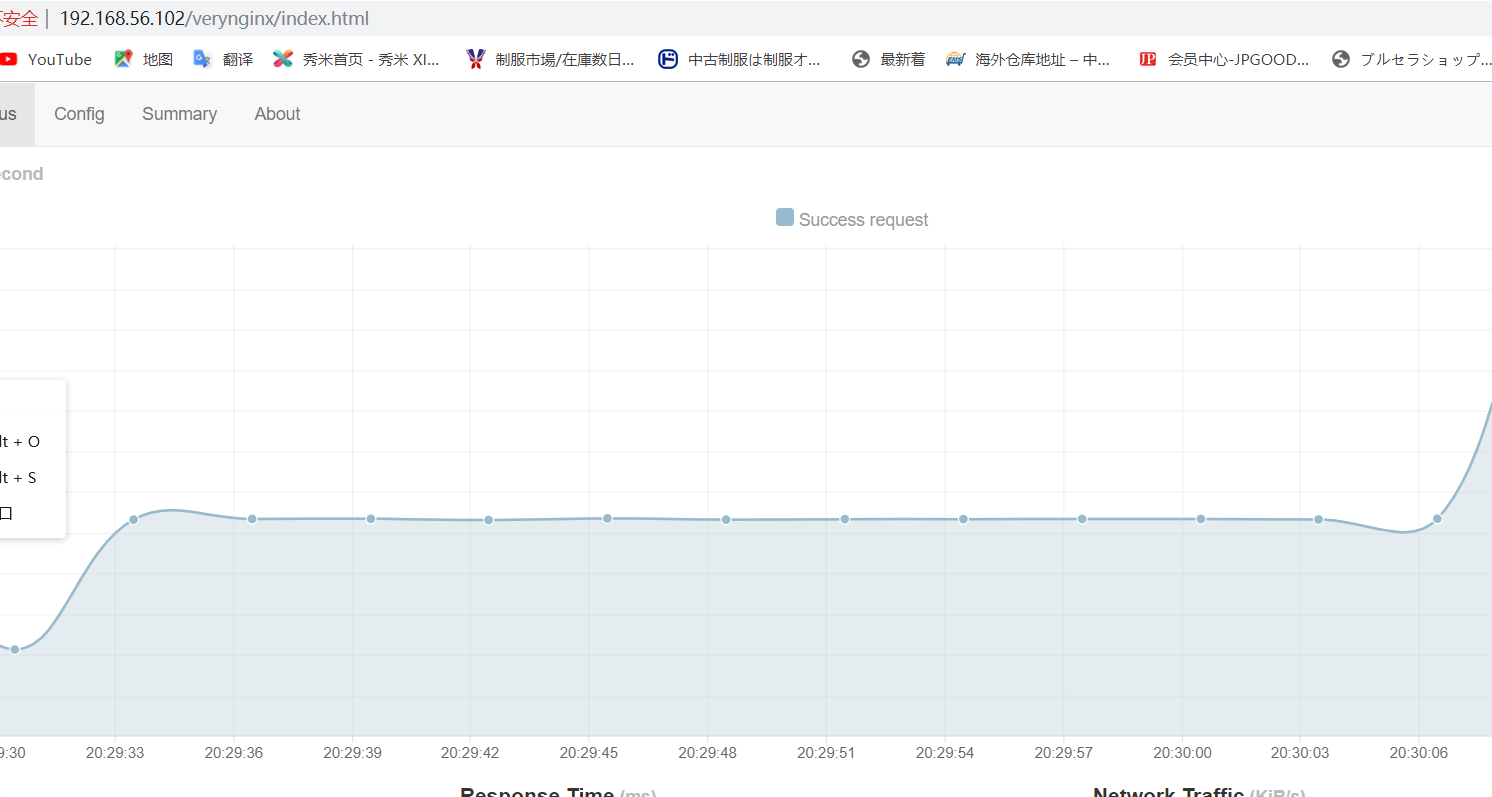 不安全 | 192.168.56.102/verynginx/index.html
YouTube 地图 翻译 秀米首页 - 秀米 XI... 制服市場/在庫数日... 中古制服は制服才... 最新着 海外仓库地址 – 中... 会员中心-JPGOOD... ブルセラショップ...
us Config Summary About
econd
Success request
lt + O
lt + S
口
9:30 20:29:33 20:29:36 20:29:39 20:29:42 20:29:45 20:29:48 20:29:51 20:29:54 20:29:57 20:30:00 20:30:03 20:30:06
Response Time (ms) Network Traffic (KiB/s)